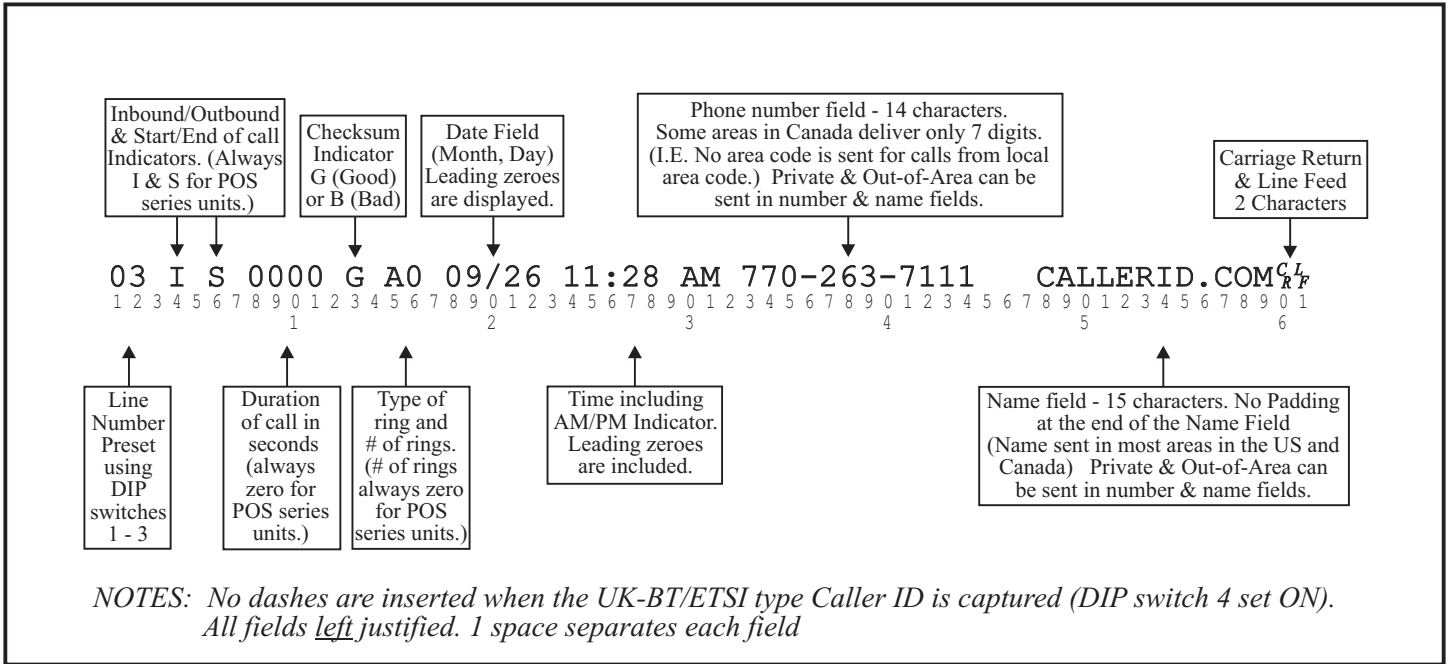 Inbound/Outbound
& Start/End of call
Indicators. (Always
I & S for POS
series units.)
Checksum
Indicator
G (Good)
or B (Bad)
Date Field
(Month, Day)
Leading zeroes
are displayed.
Phone number field - 14 characters.
Some areas in Canada deliver only 7 digits.
(I.E. No area code is sent for calls from local
area code.) Private & Out-of-Area can be
sent in number & name fields.
Carriage Return
& Line Feed
2 Characters
03 I S 0000 G A0 09/26 11:28 AM 770-263-7111 CALLERID.COM CR LF
1 2 3 4 5 6 7 8 9 0 1 2 3 4 5 6 7 8 9 0 1 2 3 4 5 6 7 8 9 0 1 2 3 4 5 6 7 8 9 0 1 2 3 4 5 6 7 8 9 0 1 2 3 4 5 6 7 8 9 0 1
1 2 3 4 5 6
Line
Number
Preset
using
DIP
switches
1 - 3
Duration
of call in
seconds
(always
zero for
POS series
units.)
Type of
ring and
# of rings.
(# of rings
always zero
for POS
series units.)
Time including
AM/PM Indicator.
Leading zeroes
are included.
Name field - 15 characters. No Padding
at the end of the Name Field
(Name sent in most areas in the US and
Canada) Private & Out-of-Area can
be sent in number & name fields.
NOTES: No dashes are inserted when the UK-BT/ETSI type Caller ID is captured (DIP switch 4 set ON).
All fields left justified. 1 space separates each field